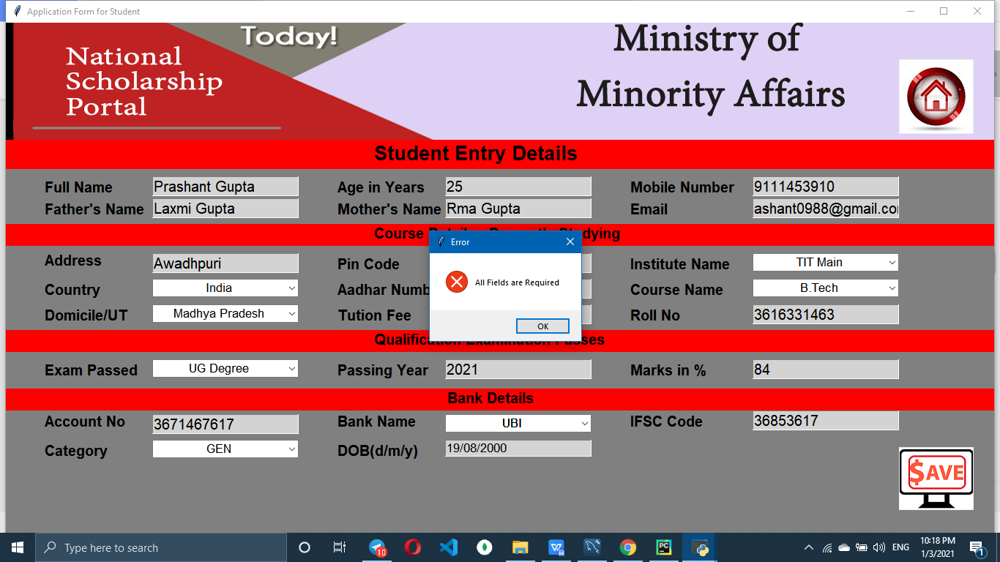 Application Form for Student
Today!
National
Scholarship
Portal
Ministry of
Minority Affairs
Student Entry Details
Full Name Prashant Gupta Age in Years 25 Mobile Number 9111453910
Father's Name Laxmi Gupta Mother's Name Rma Gupta Email ashant0988@gmail.co
Course Studying
Error
All Fields are Required
OK
Address Awadhpuri Pin Code Institute Name TIT Main
Country India Aadhar Numb Course Name B.Tech
Domicile/UT Madhya Pradesh Tution Fee Roll No 3616331463
Qualification Examination Passes
Exam Passed UG Degree Passing Year 2021 Marks in % 84
Bank Details
Account No 3671467617 Bank Name UBI IFSC Code 36853617
Category GEN DOB(d/m/y) 19/08/2000
$AVE
Type here to search
10
PC
ENG
10:18 PM
1/3/2021
1